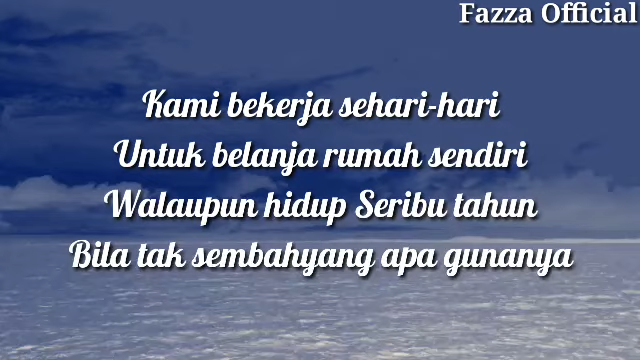 Fazza Official
Kami bekerja sehari-hari
Untuk belanja rumah sendiri
Walaupun hidup Seribu tahun
Bila tak sembahyang apa gunanya